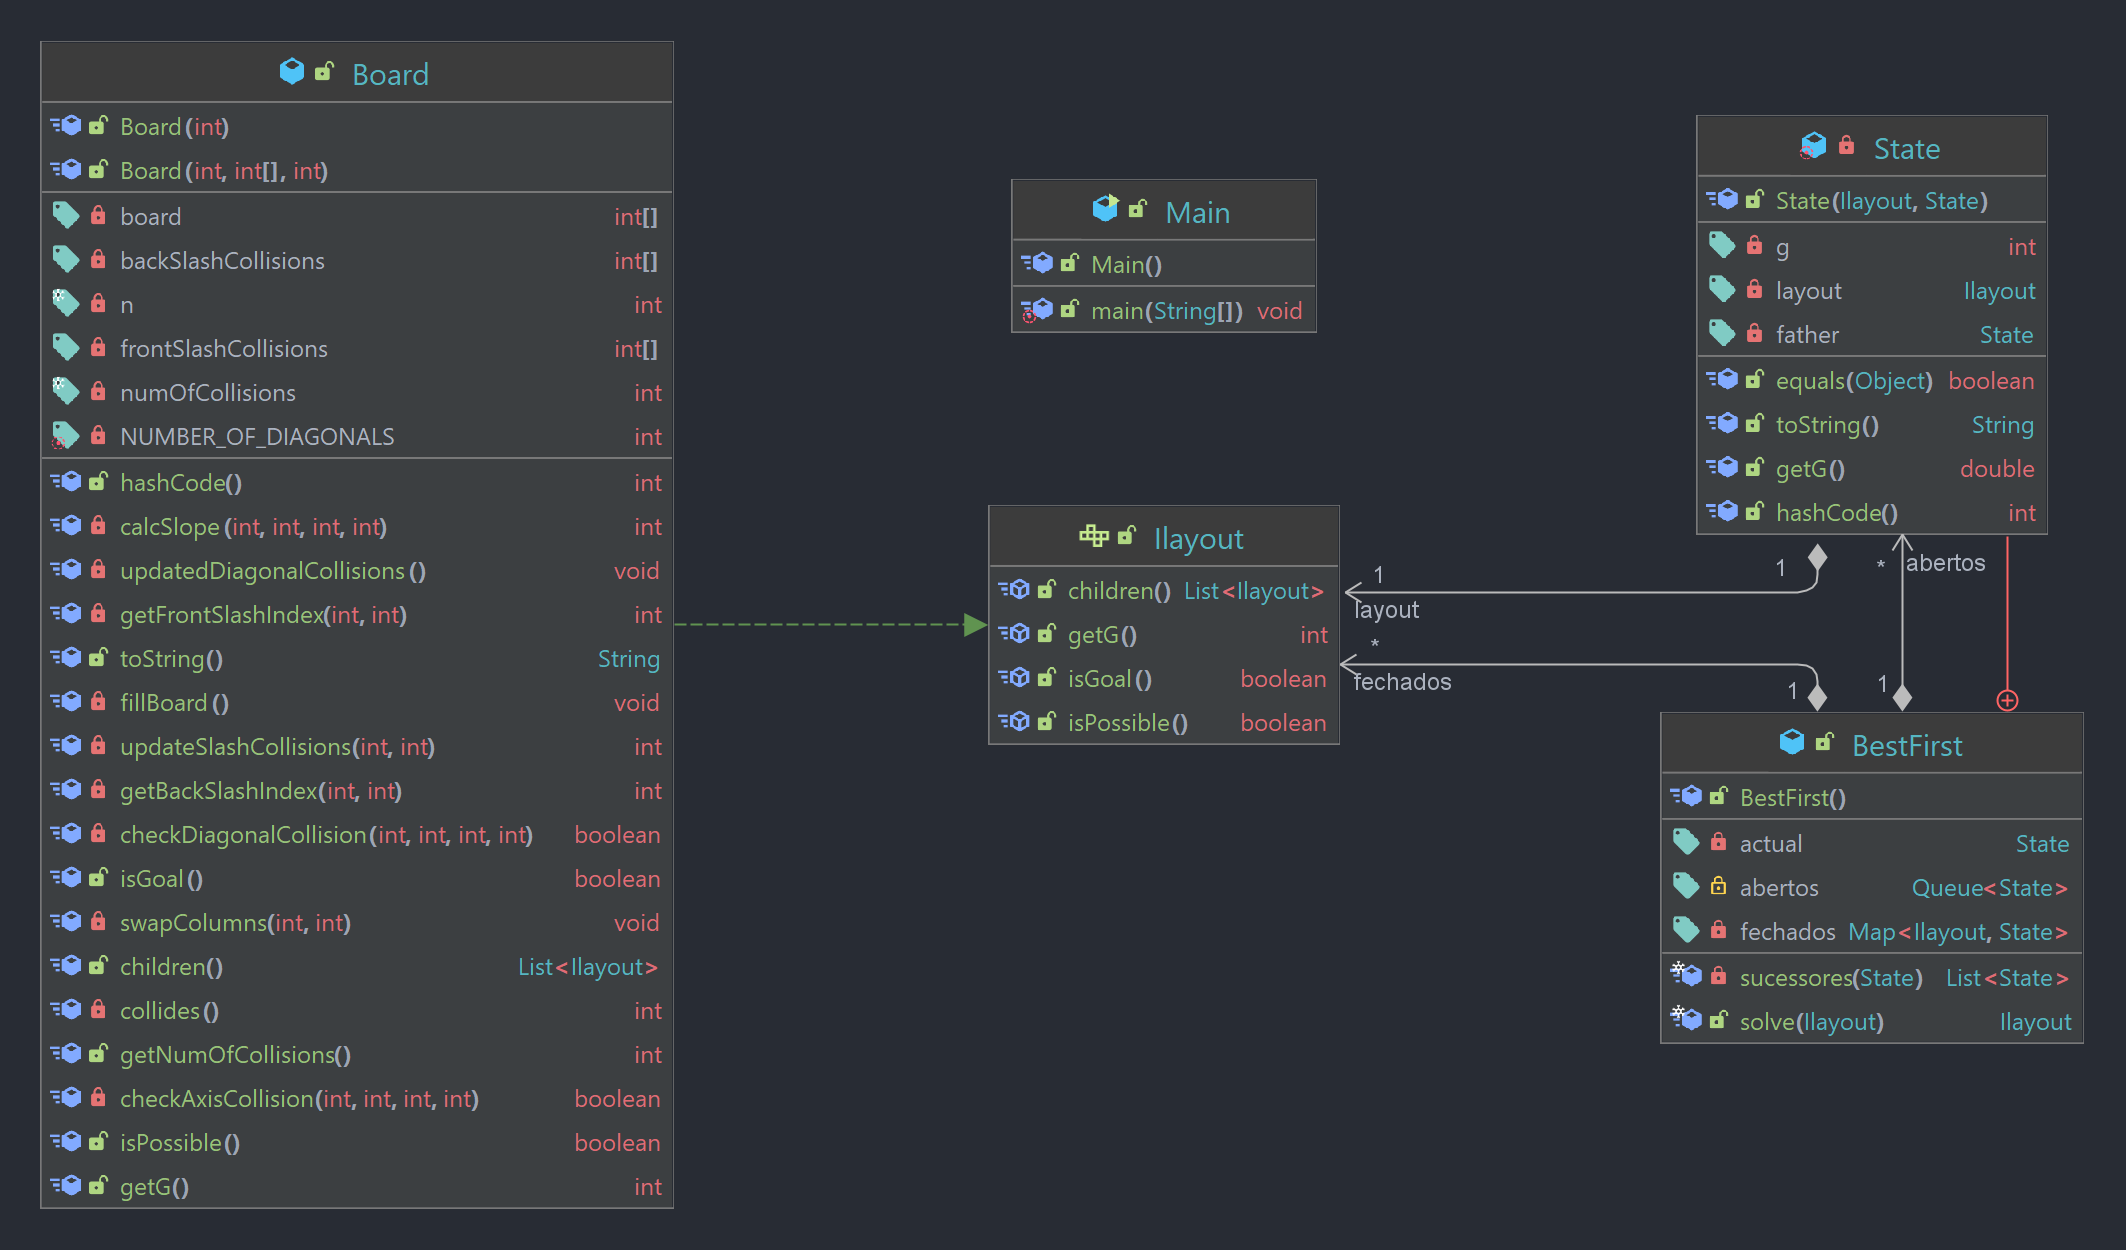 Board
Board(int)
Board(int, int[], int)
board int[]
backSlashCollisions int[]
n int
frontSlashCollisions int[]
numOfCollisions int
NUMBER_OF_DIAGONALS int
hashCode() int
calcSlope(int, int, int, int) int
updatedDiagonalCollisions() void
getFrontSlashIndex(int, int) int
toString() String
fillBoard() void
updateSlashCollisions(int, int) int
getBackSlashIndex(int, int) int
checkDiagonalCollision(int, int, int, int) boolean
isGoal() boolean
swapColumns(int, int) void
children() List<Ilayout>
collides() int
getNumOfCollisions() int
checkAxisCollision(int, int, int, int) boolean
isPossible() boolean
getG() int
Main
Main()
main(String[]) void
Ilayout
children() List<Ilayout>
getG() int
isGoal() boolean
isPossible() boolean
State
State(Ilayout, State)
g int
layout Ilayout
father State
equals(Object) boolean
toString() String
getG() double
hashCode() int
1
layout
1
*
fechados
1
* abertos
1
BestFirst
BestFirst()
actual State
abertos Queue<State>
fechados Map<Ilayout, State>
sucessores(State) List<State>
solve(Ilayout) Ilayout